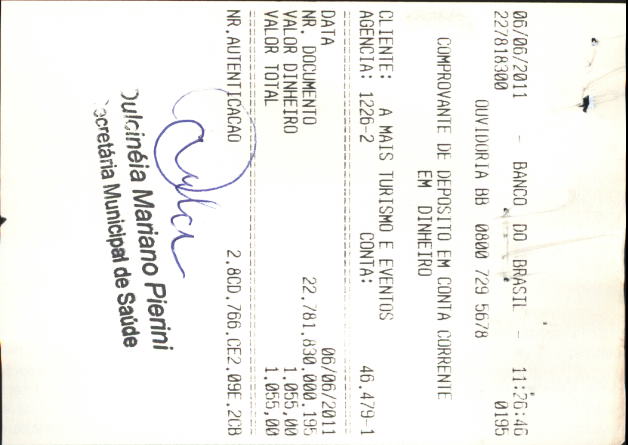 06/06/2011 - BANCO DO BRASIL - 11:26:46
227818300 0195
OUVIDORIA BB 0800 729 5678
COMPROVANTE DE DEPOSITO EM CONTA CORRENTE
EM DINHEIRO
CLIENTE: A MAIS TURISMO E EVENTOS
AGENCIA: 1226-2 CONTA: 46.479-1
DATA 06/06/2011
NR. DOCUMENTO 22.781.830.000.195
VALOR DINHEIRO 1.055,00
VALOR TOTAL 1.055,00
NR.AUTENTICACAO 2.8CD.766.CE2.09E.2CB
Dulcinéia Mariano Pierini
Secretária Municipal de Saúde